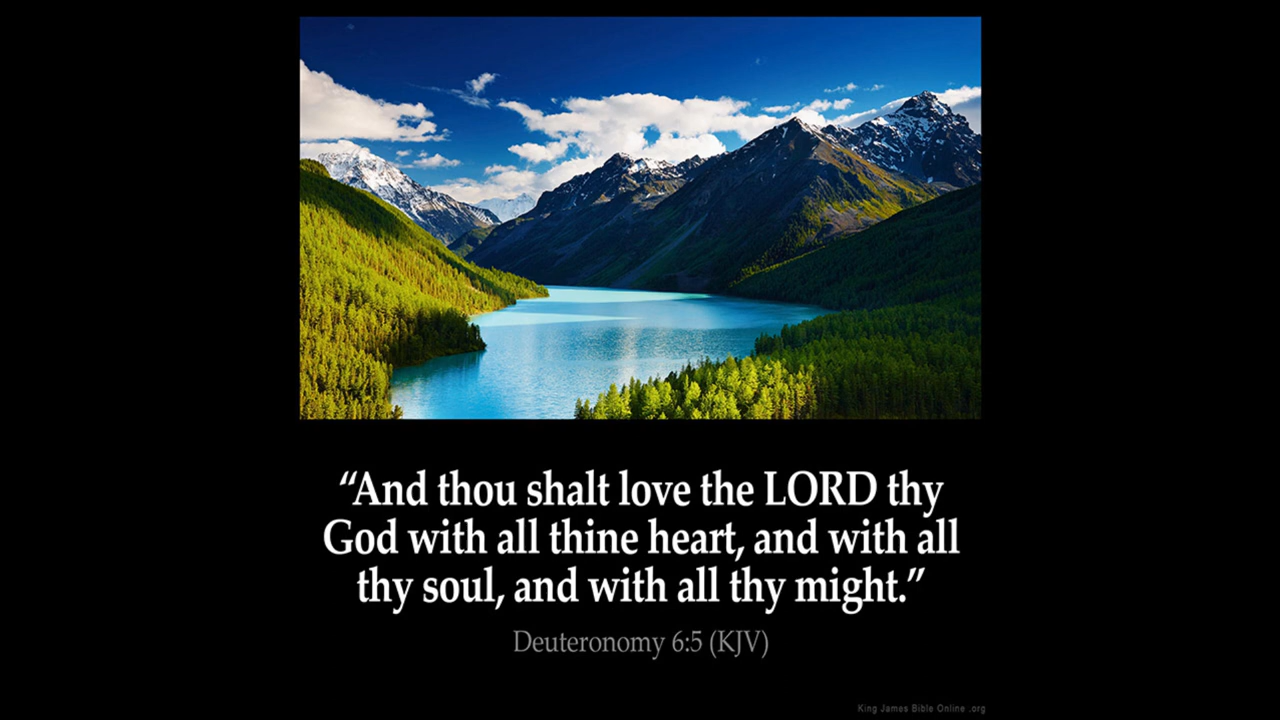 “And thou shalt love the LORD thy
God with all thine heart, and with all
thy soul, and with all thy might.”
Deuteronomy 6:5 (KJV)
King James Bible Online .org